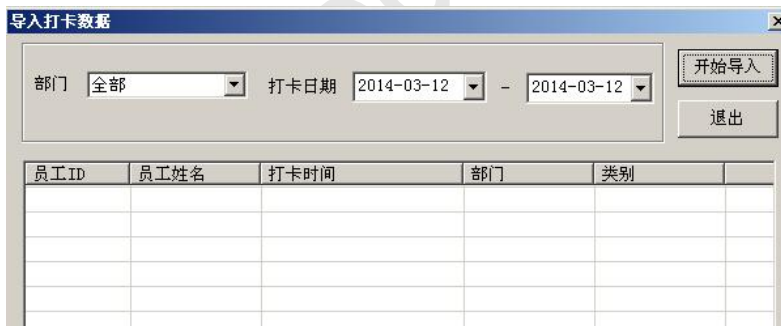 导入打卡数据
部门 全部 打卡日期 2014-03-12 - 2014-03-12 开始导入
退出
员工ID 员工姓名 打卡时间 部门 类别